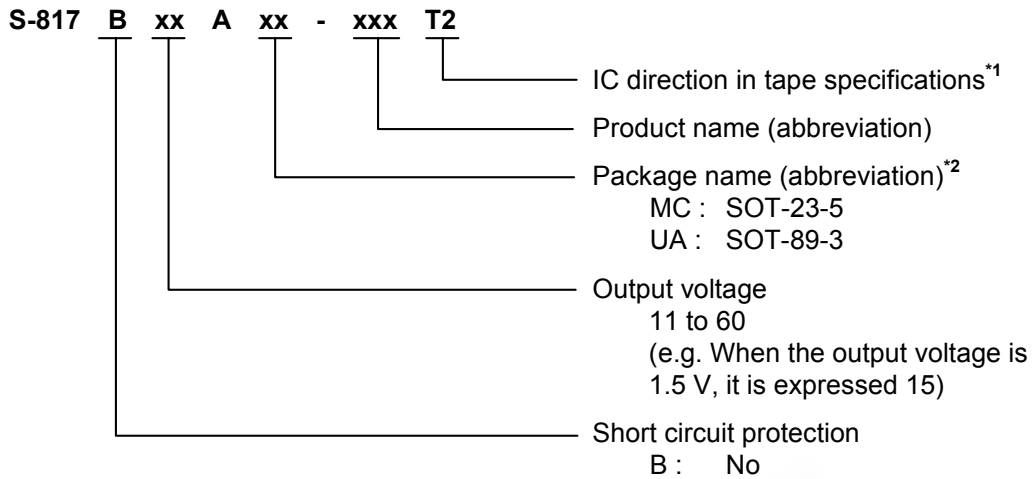 S-817 B xx A xx - xxx T2
IC direction in tape specifications*1
Product name (abbreviation)
Package name (abbreviation)*2
MC : SOT-23-5
UA : SOT-89-3
Output voltage
11 to 60
(e.g. When the output voltage is
1.5 V, it is expressed 15)
Short circuit protection
B : No